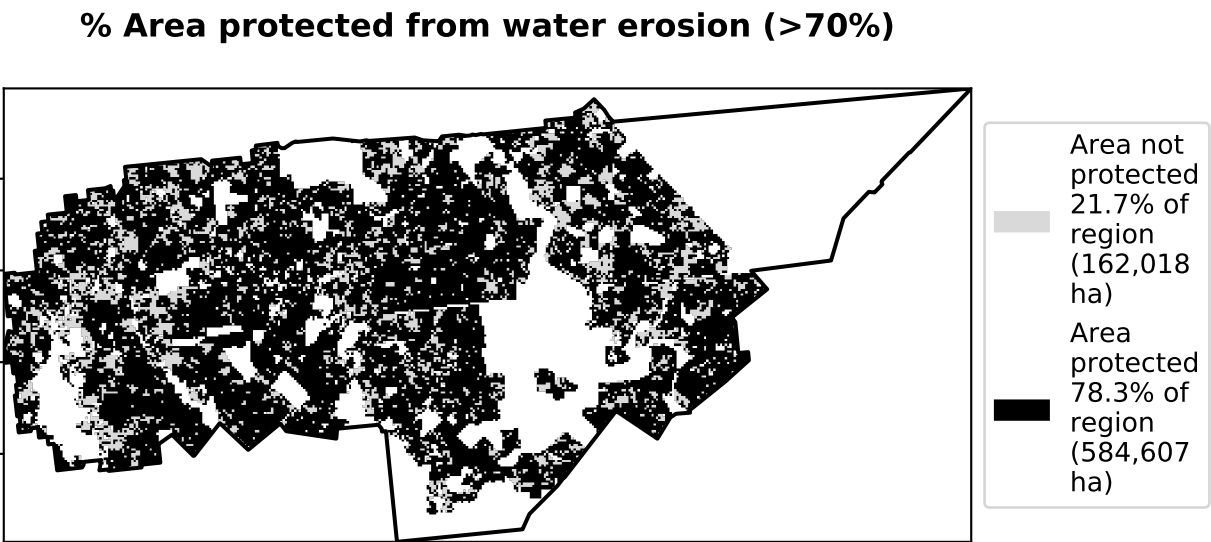 % Area protected from water erosion (>70%)
Area not
protected
21.7% of
region
(162,018
ha)
Area
protected
78.3% of
region
(584,607
ha)